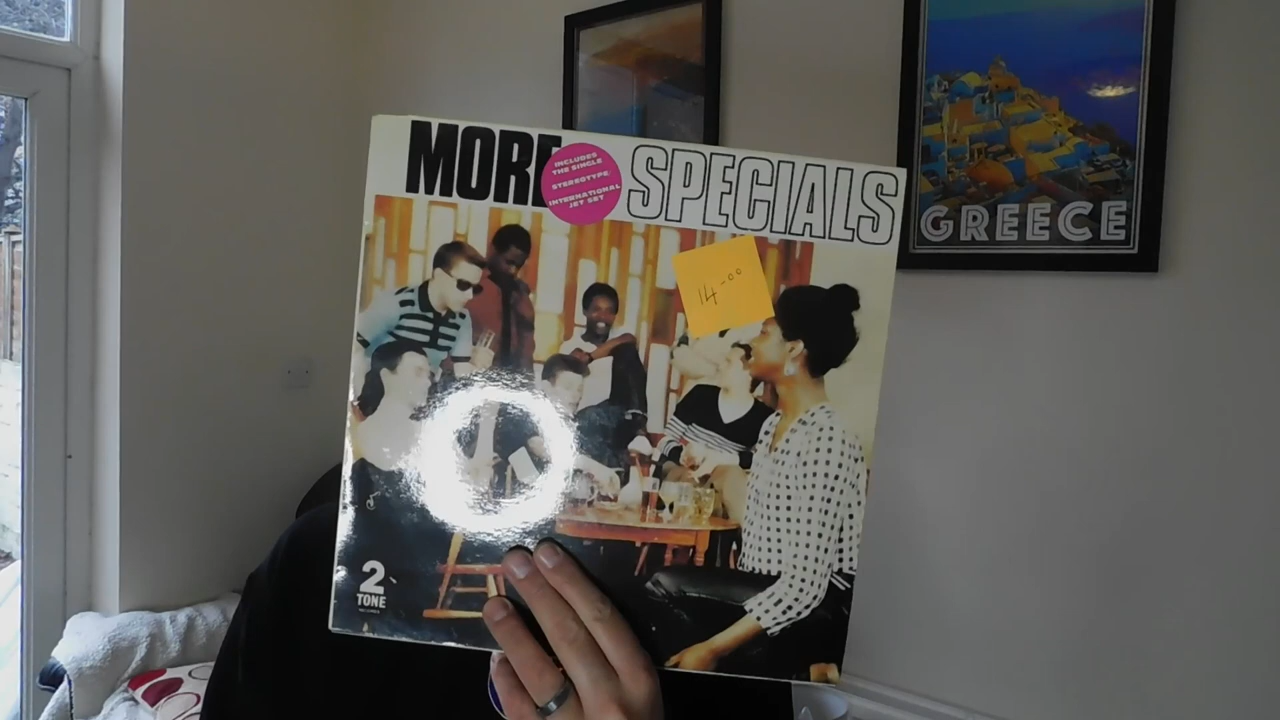 MORE SPECIALS
INCLUDES
THE SINGLE
STEREOTYPE/
INTERNATIONAL
JET SET
14-00
GREECE
2
TONE